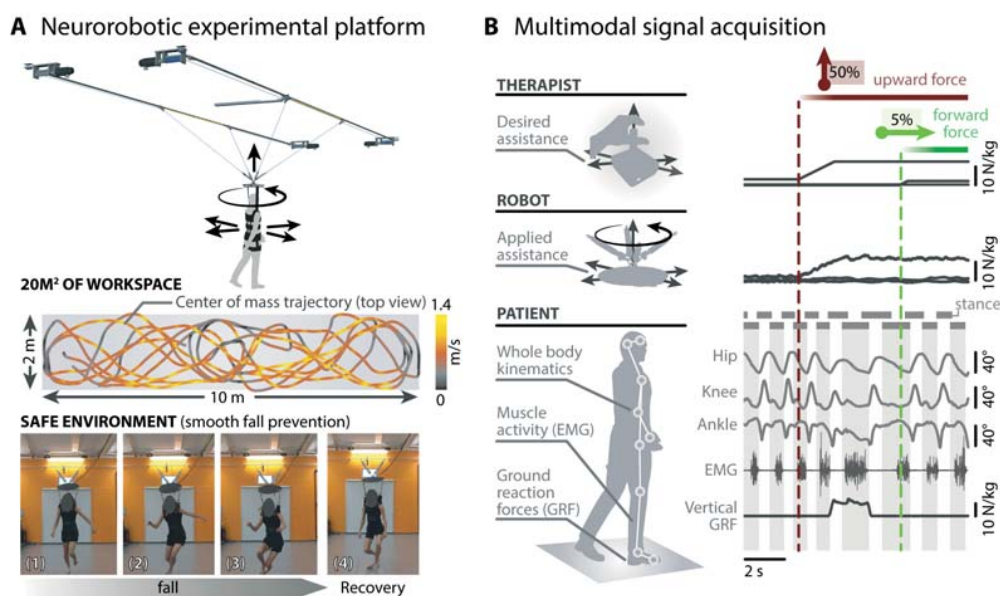 A Neurorobotic experimental platform
20M² OF WORKSPACE
Center of mass trajectory (top view)
1.4
m/s
0
2 m
10 m
SAFE ENVIRONMENT (smooth fall prevention)
(1)
(2)
(3)
(4)
fall
Recovery
B Multimodal signal acquisition
THERAPIST
Desired
assistance
ROBOT
Applied
assistance
PATIENT
Whole body
kinematics
Muscle
activity (EMG)
Ground
reaction
forces (GRF)
50%
upward force
5%
forward
force
10 N/kg
10 N/kg
stance
Hip
40°
Knee
40°
Ankle
40°
EMG
Vertical
GRF
10 N/kg
2 s